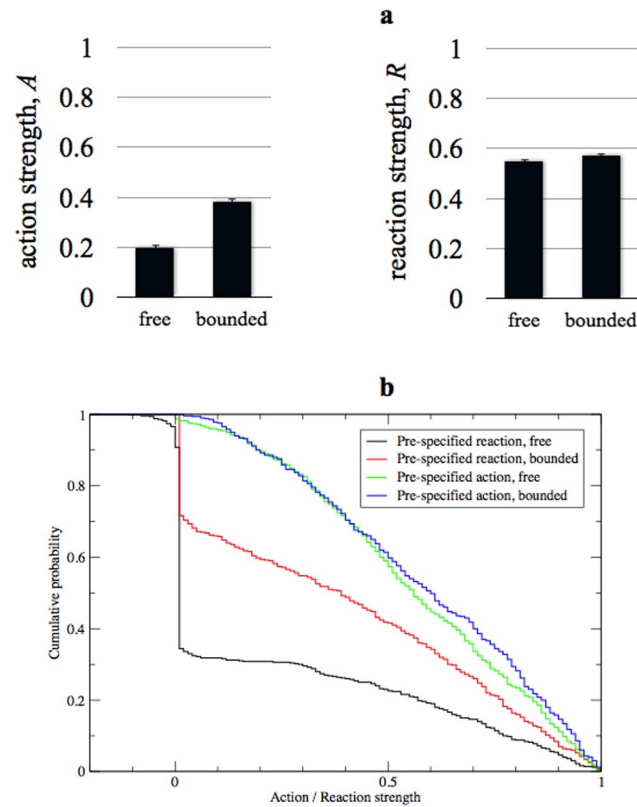 a
action strength, A
1
0.8
0.6
0.4
0.2
0
free bounded
reaction strength, R
1
0.8
0.6
0.4
0.2
0
free bounded
b
Cumulative probability
1
0.8
0.6
0.4
0.2
0
Pre-specified reaction, free
Pre-specified reaction, bounded
Pre-specified action, free
Pre-specified action, bounded
0 0.5 1
Action / Reaction strength